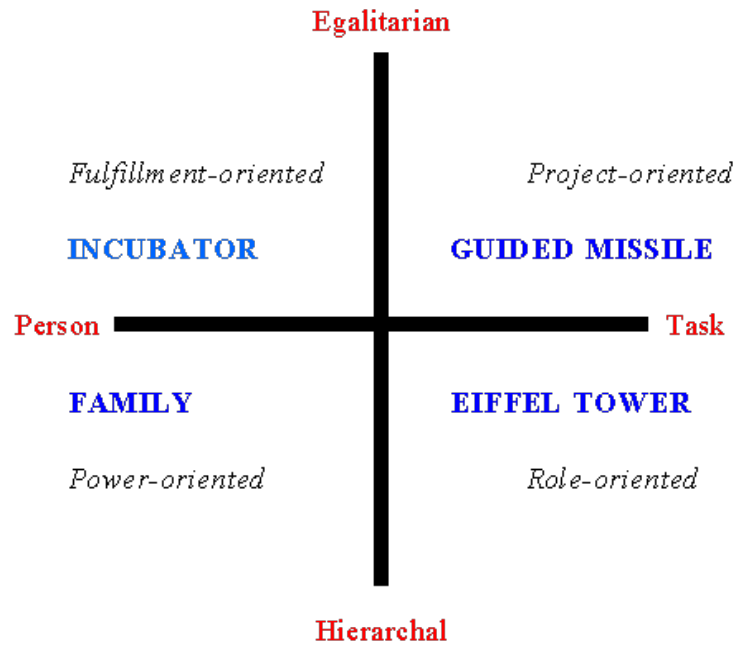 Egalitarian
Fulfillment-oriented
Project-oriented
INCUBATOR
GUIDED MISSILE
Person
Task
FAMILY
EIFFEL TOWER
Power-oriented
Role-oriented
Hierarchal